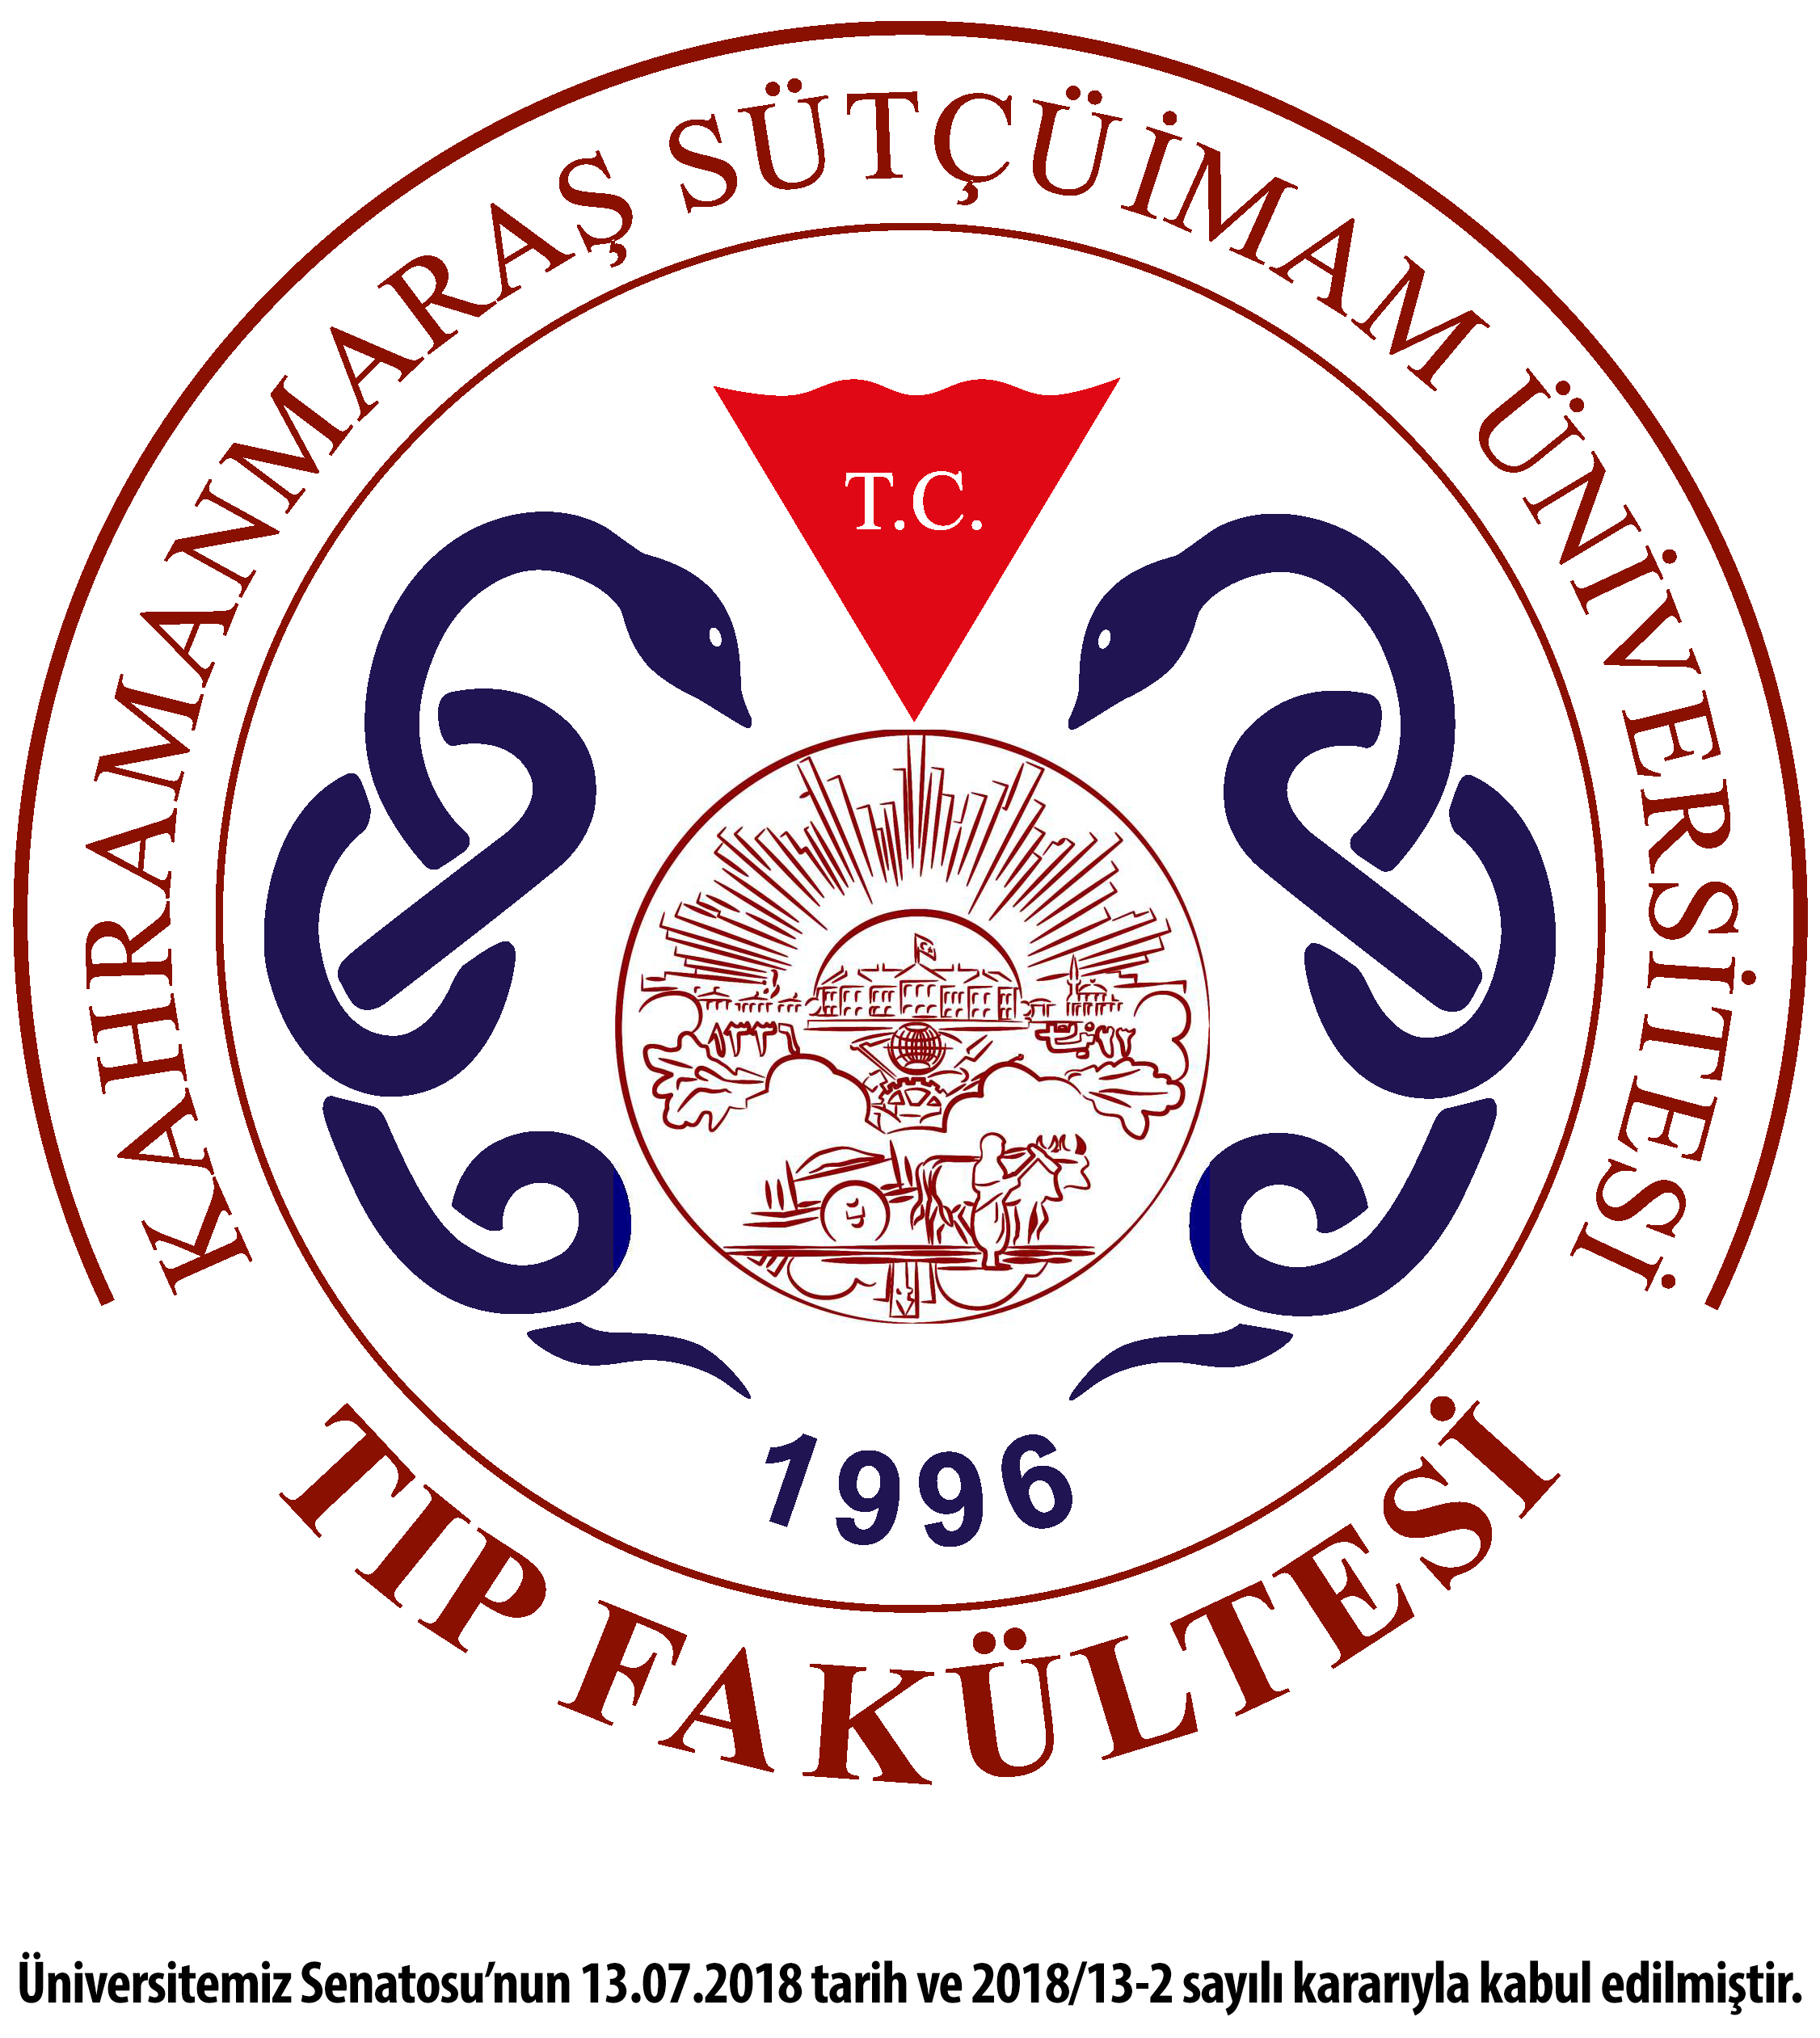 KAHRAMANMARAŞ SÜTÇÜİMAM ÜNİVERSİTESİ
T.C.
1996
TIP FAKÜLTESİ
Üniversitemiz Senatosu’nun 13.07.2018 tarih ve 2018/13-2 sayılı kararıyla kabul edilmiştir.